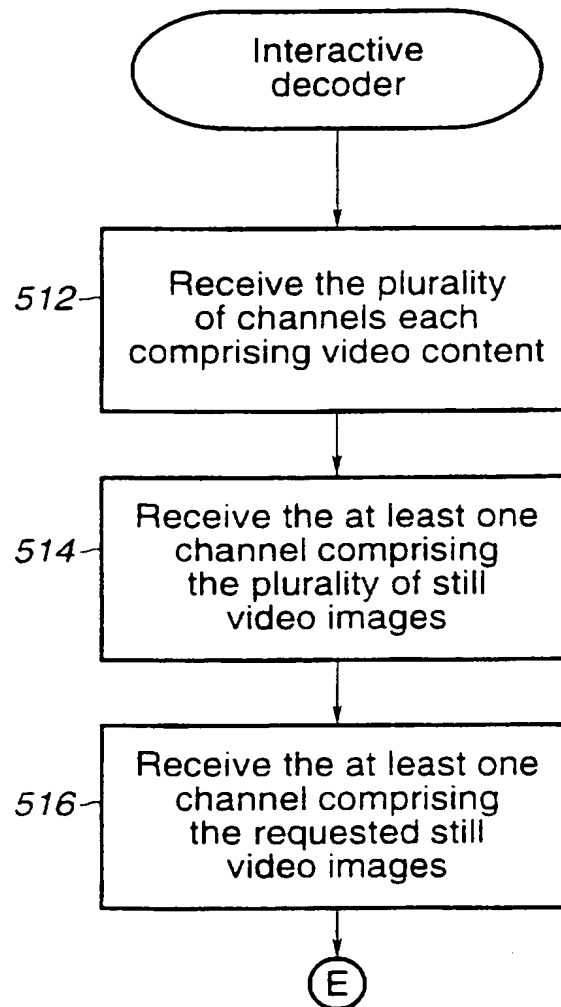 Interactive
decoder
512
Receive the plurality
of channels each
comprising video content
514
Receive the at least one
channel comprising
the plurality of still
video images
516
Receive the at least one
channel comprising
the requested still
video images
E